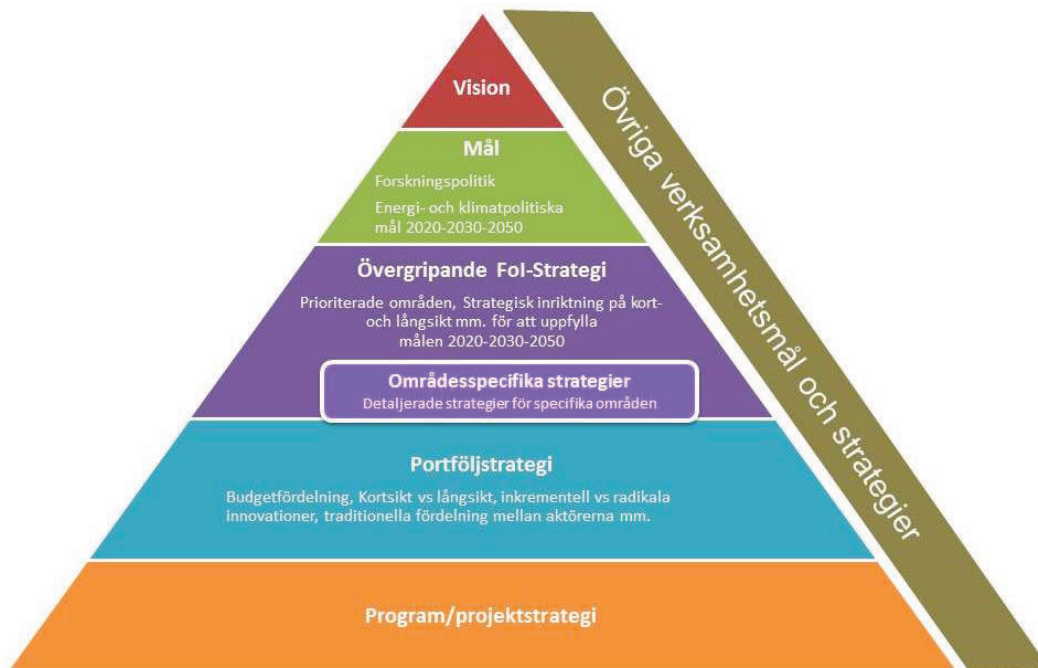 Vision
Mål
Forskningspolitik
Energi- och klimatpolitiska
mål 2020-2030-2050
Övergripande FoI-Strategi
Prioriterade områden, Strategisk inriktning på kort-
och långsikt mm. för att uppfylla
målen 2020-2030-2050
Områdesspecifika strategier
Detaljerade strategier för specifika områden
Portföljstrategi
Budgetfördelning, Kortsikt vs långsikt, inkrementell vs radikala
innovationer, traditionella fördelning mellan aktörerna mm.
Program/projektstrategi
Övriga verksamhetsmål och strategier